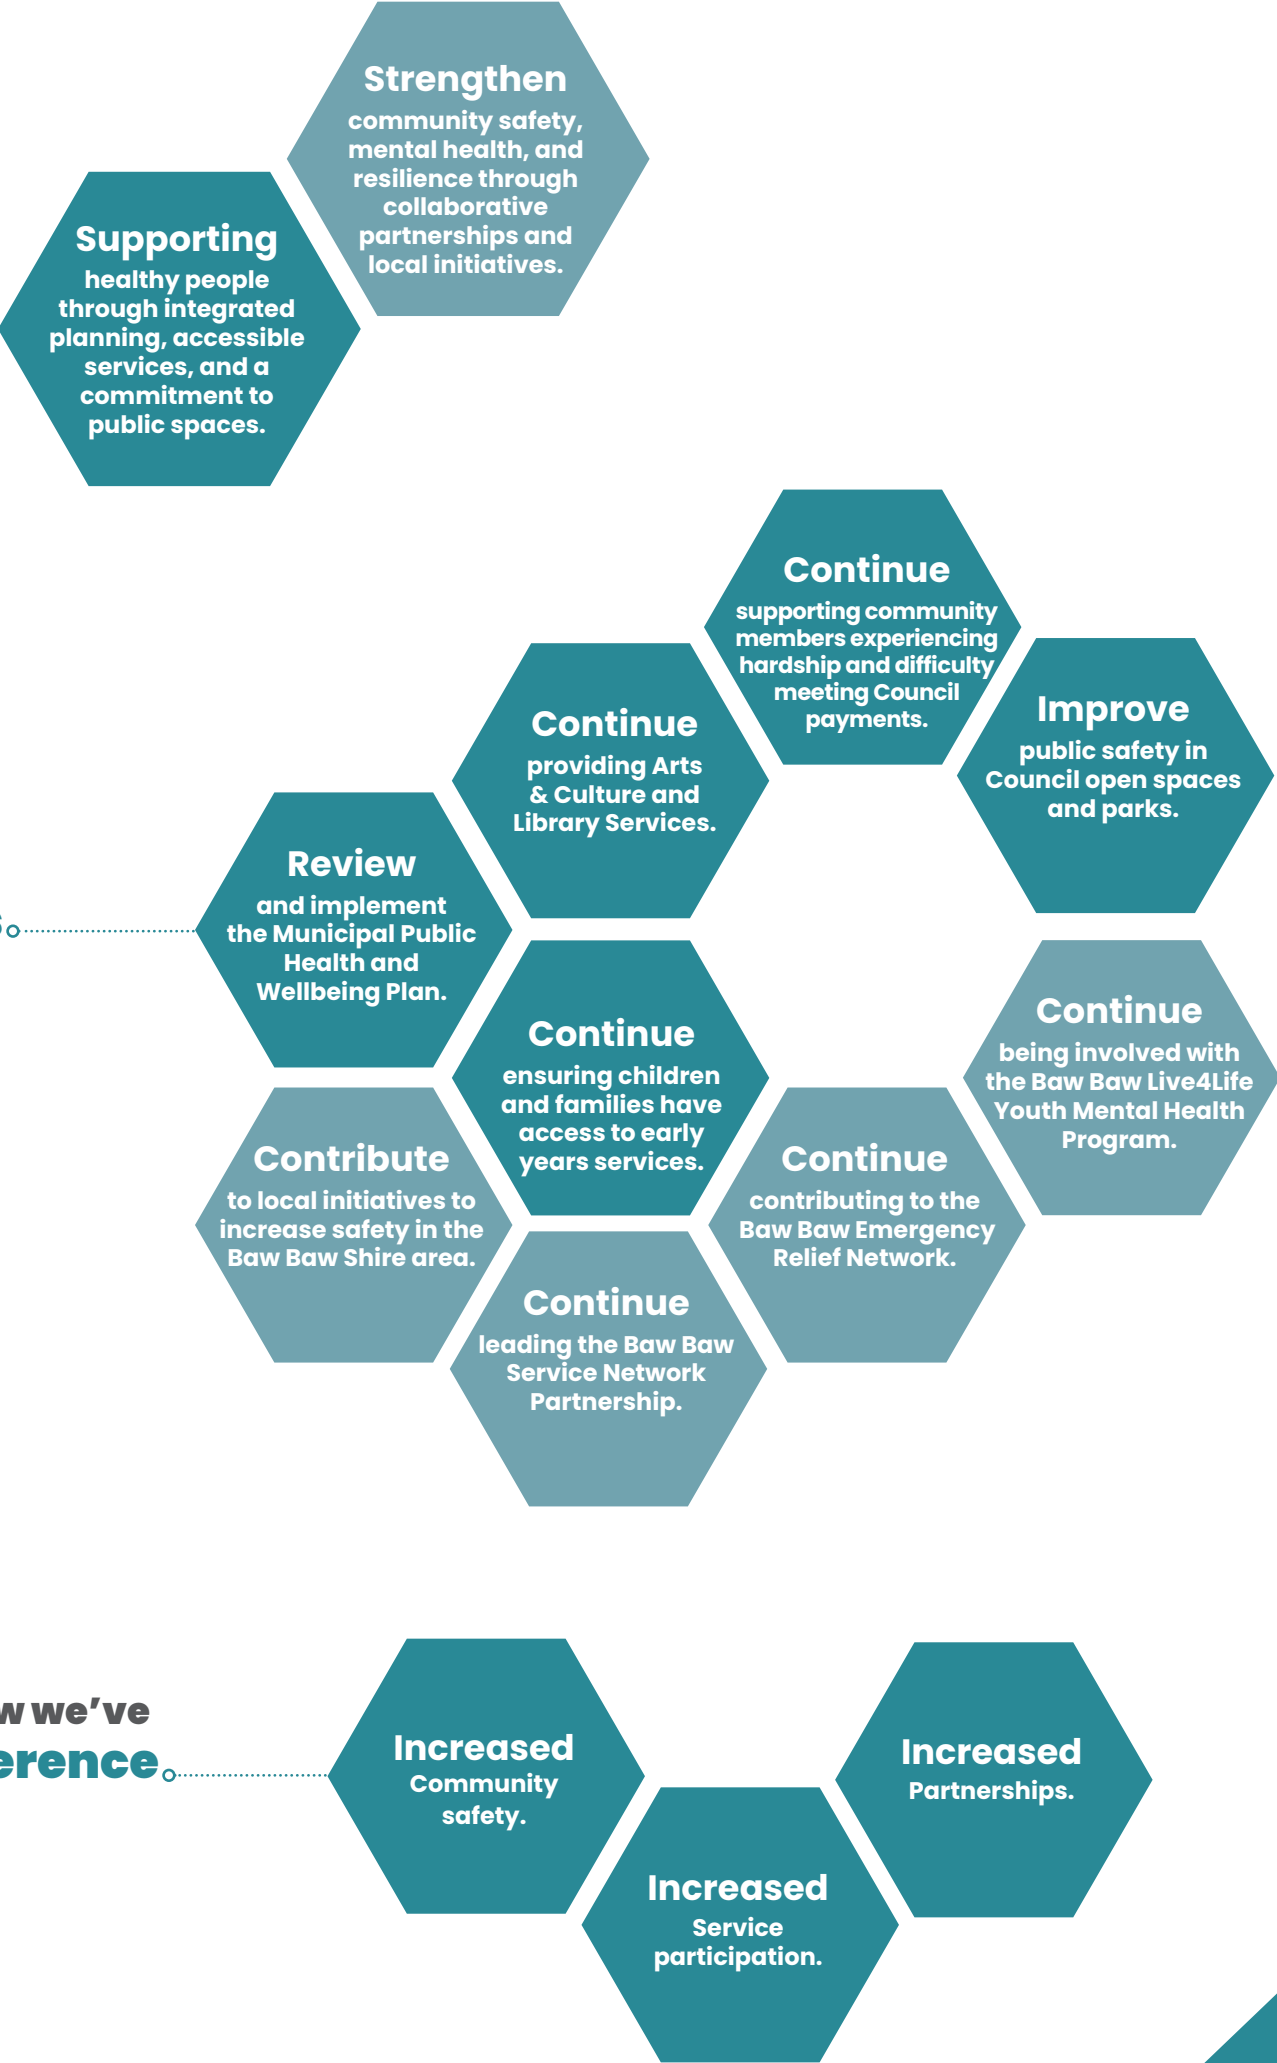 Strengthen
community safety,
mental health, and
resilience through
collaborative
partnerships and
local initiatives.
Supporting
healthy people
through integrated
planning, accessible
services, and a
commitment to
public spaces.
Continue
supporting community
members experiencing
hardship and difficulty
meeting Council
payments.
Improve
public safety in
Council open spaces
and parks.
Continue
providing Arts
& Culture and
Library Services.
Review
and implement
the Municipal Public
Health and
Wellbeing Plan.
Continue
ensuring children
and families have
access to early
years services.
Continue
being involved with
the Baw Baw Live4Life
Youth Mental Health
Program.
Contribute
to local initiatives to
increase safety in the
Baw Baw Shire area.
Continue
contributing to the
Baw Baw Emergency
Relief Network.
Continue
leading the Baw Baw
Service Network
Partnership.
w we've
erence
Increased
Community
safety.
Increased
Partnerships.
Increased
Service
participation.